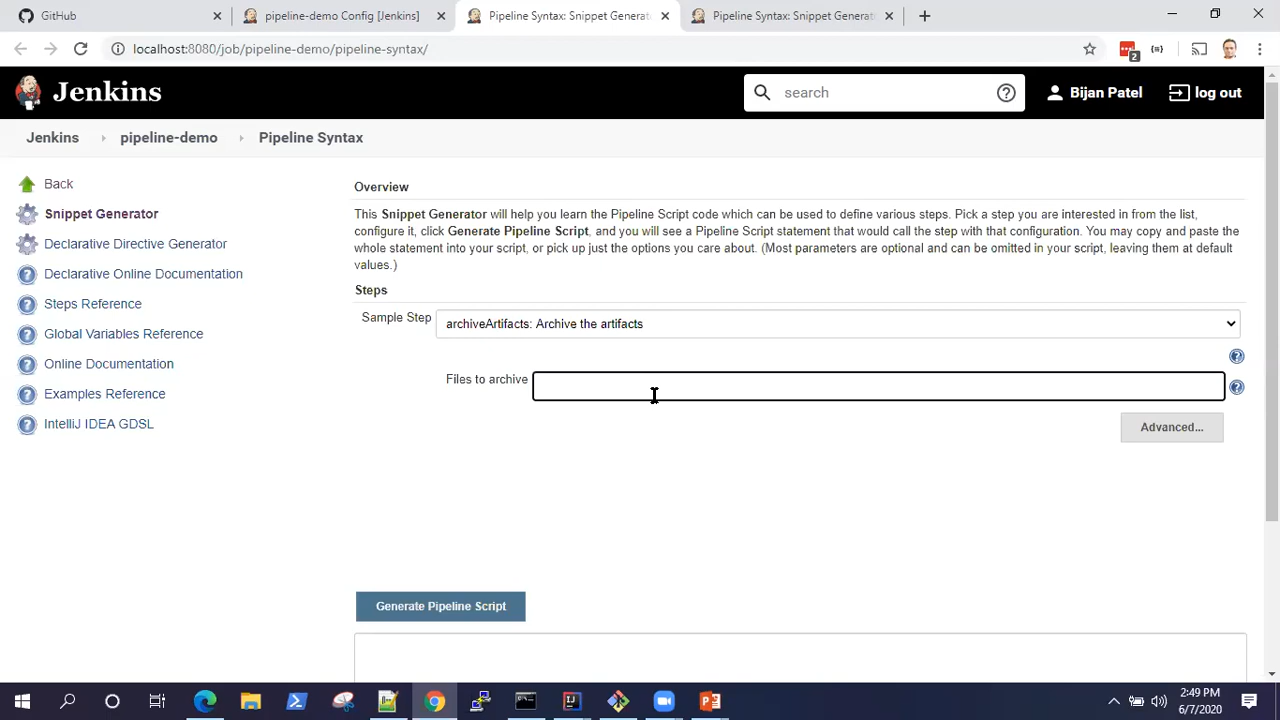 GitHub
pipeline-demo Config [Jenkins]
Pipeline Syntax: Snippet Generat
Pipeline Syntax: Snippet Generat
localhost:8080/job/pipeline-demo/pipeline-syntax/
2
Jenkins
search
Bijan Patel
log out
Jenkins
pipeline-demo
Pipeline Syntax
Back
Snippet Generator
Declarative Directive Generator
Declarative Online Documentation
Steps Reference
Global Variables Reference
Online Documentation
Examples Reference
IntelliJ IDEA GDSL
Overview
This Snippet Generator will help you learn the Pipeline Script code which can be used to define various steps. Pick a step you are interested in from the list,
configure it, click Generate Pipeline Script, and you will see a Pipeline Script statement that would call the step with that configuration. You may copy and paste the
whole statement into your script, or pick up just the options you care about. (Most parameters are optional and can be omitted in your script, leaving them at default
values.)
Steps
Sample Step
archiveArtifacts: Archive the artifacts
Files to archive
Advanced...
Generate Pipeline Script
2:49 PM
6/7/2020